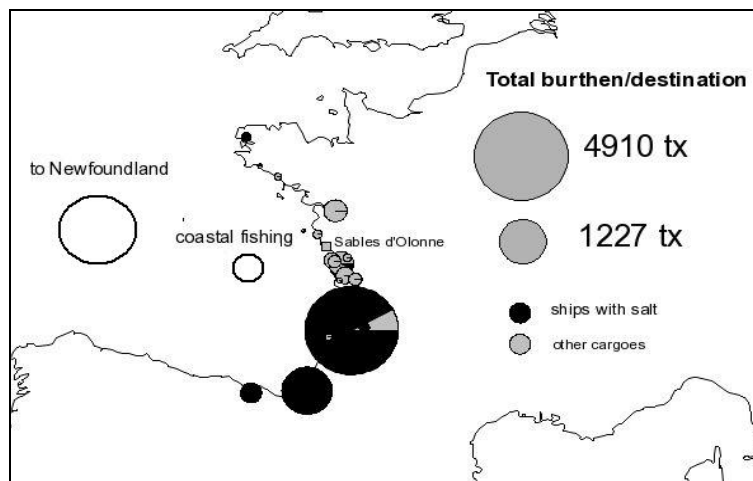 Total burthen/destination
4910 tx
to Newfoundland
1227 tx
coastal fishing
Sables d'Olonne
ships with salt
other cargoes